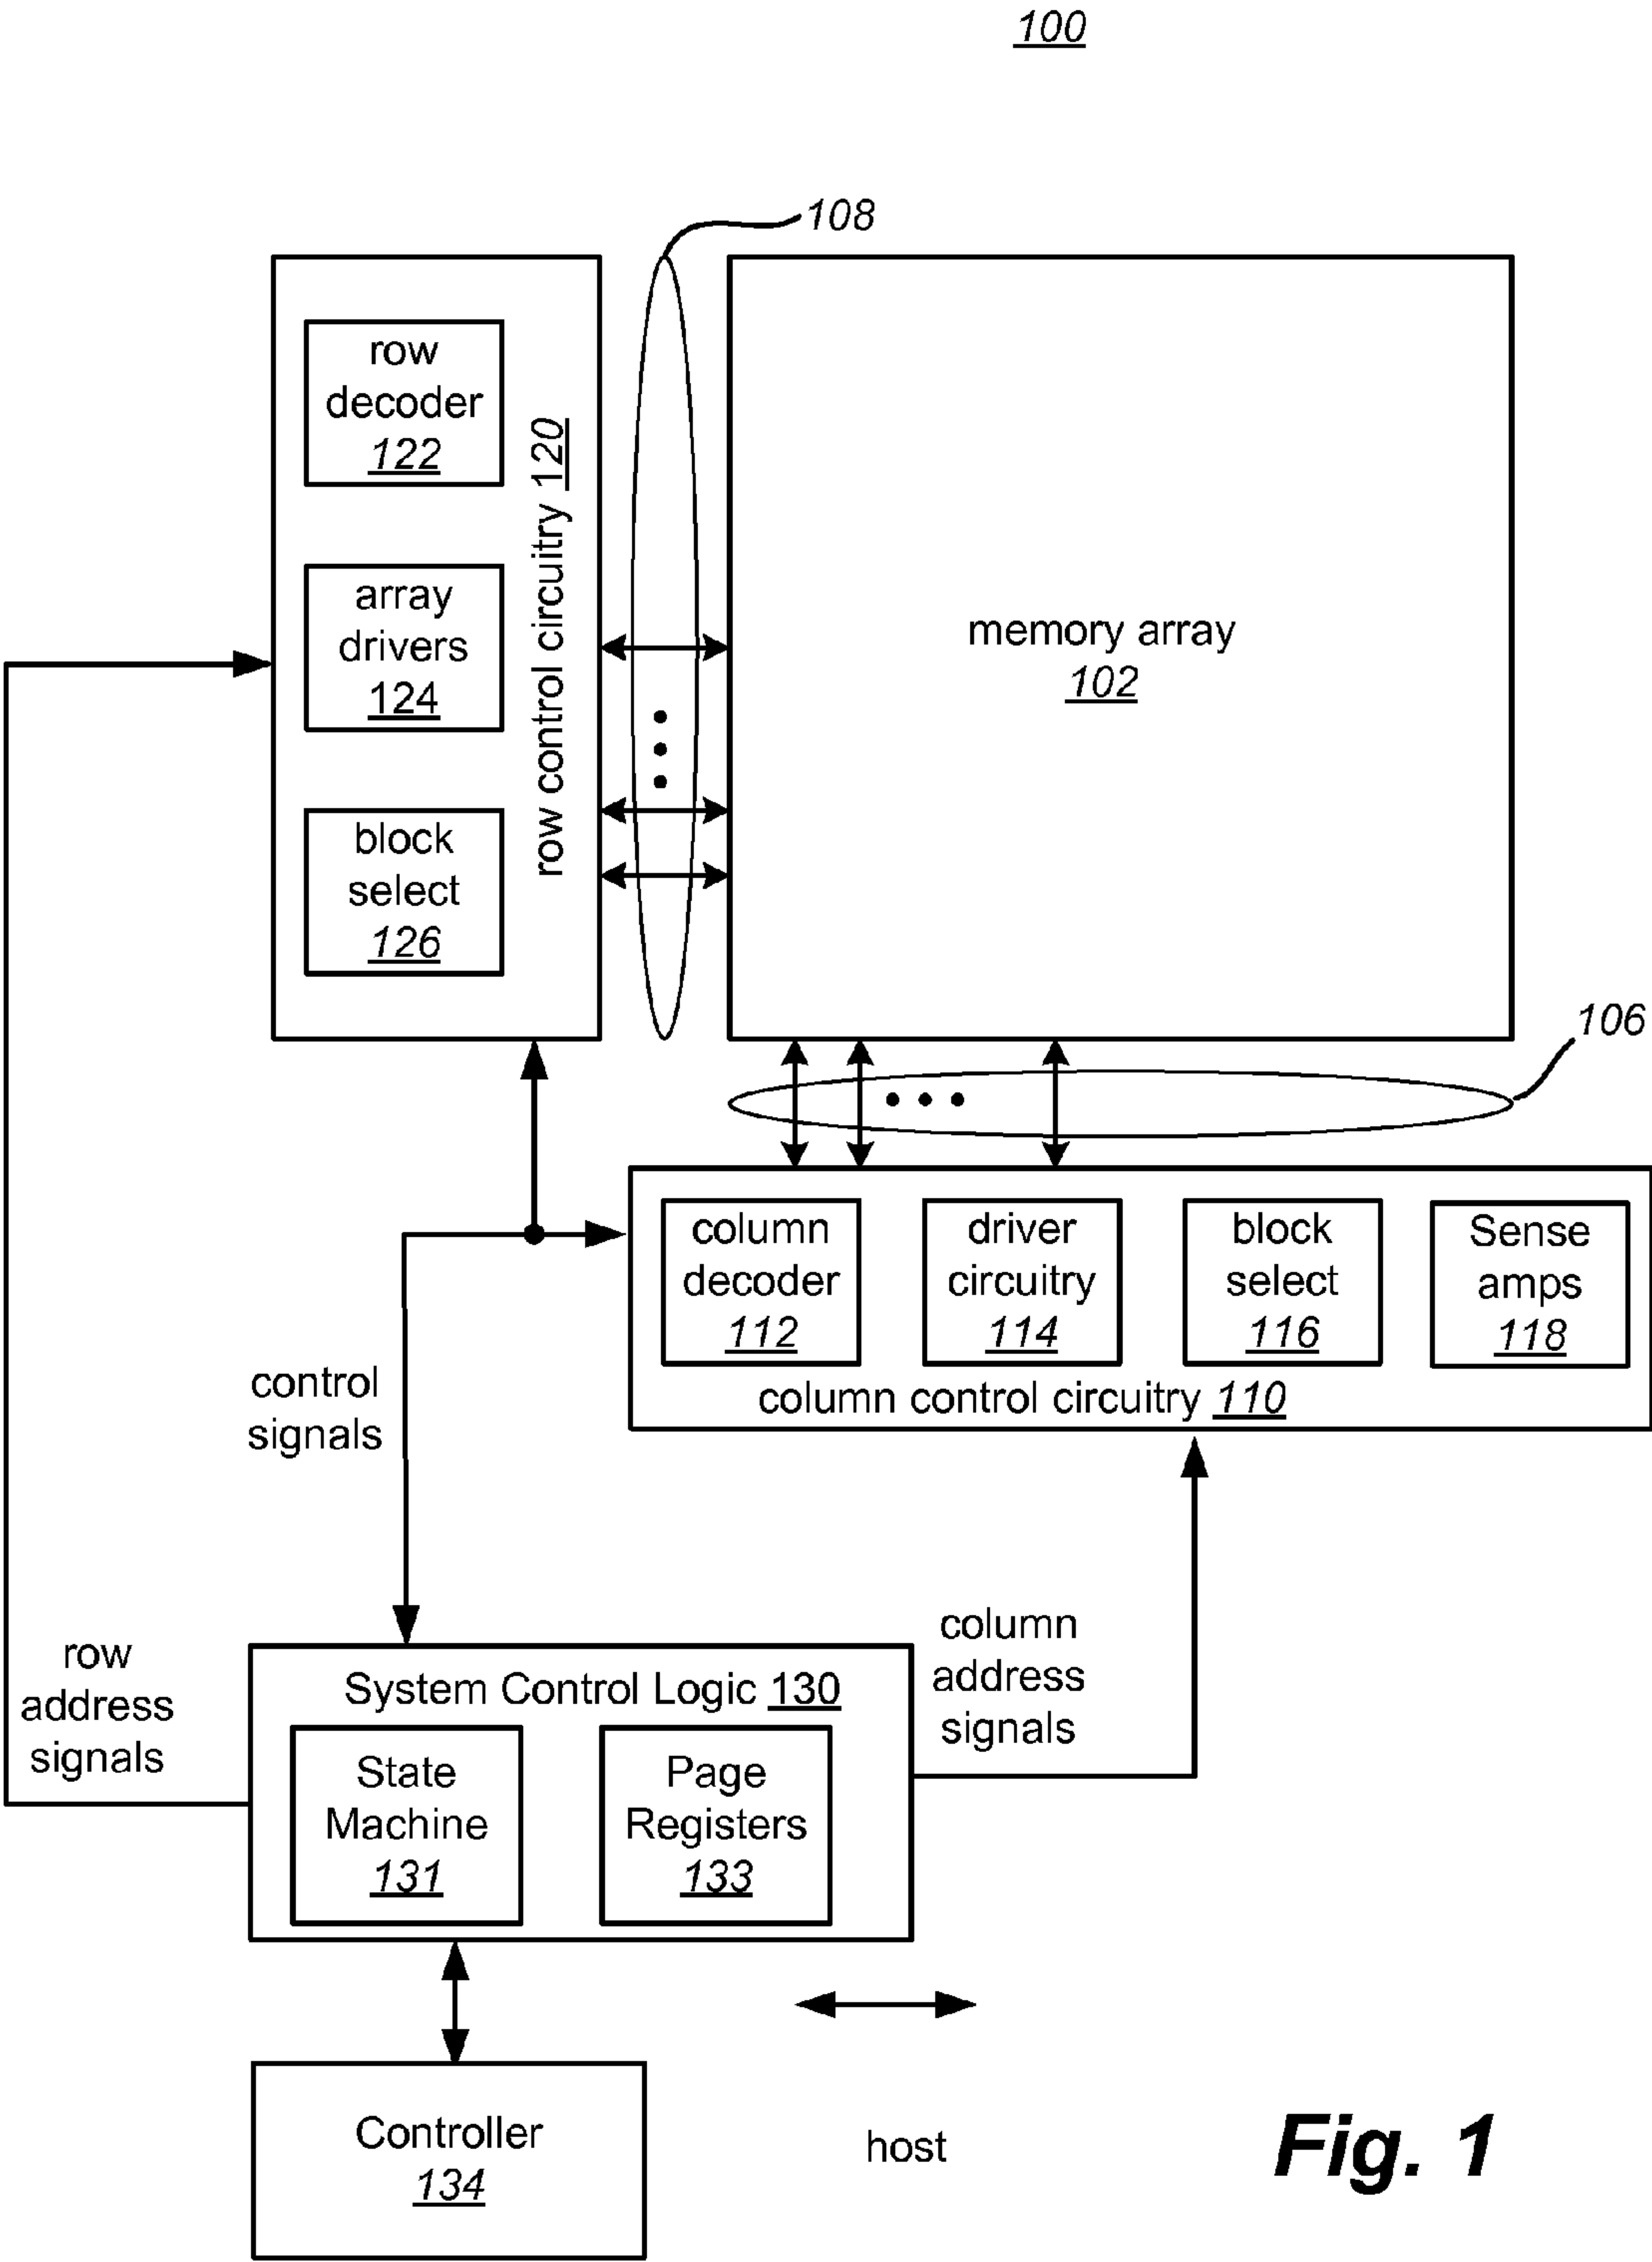 100
108
row
decoder
122
array
drivers
124
block
select
126
row control circuitry 120
memory array
102
106
column
decoder
112
driver
circuitry
114
block
select
116
Sense
amps
118
column control circuitry 110
control
signals
row
address
signals
column
address
signals
System Control Logic 130
State
Machine
131
Page
Registers
133
Controller
134
host
Fig. 1